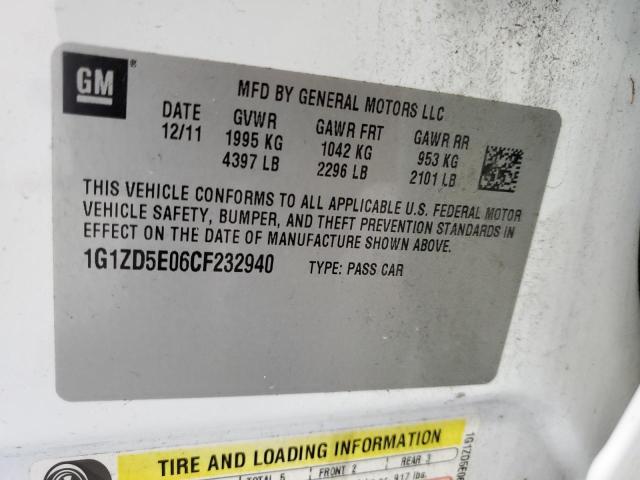 GM ®
MFD BY GENERAL MOTORS LLC
DATE GVWR GAWR FRT GAWR RR
12/11 1995 KG 1042 KG 953 KG
4397 LB 2296 LB 2101 LB
THIS VEHICLE CONFORMS TO ALL APPLICABLE U.S. FEDERAL MOTOR
VEHICLE SAFETY, BUMPER, AND THEFT PREVENTION STANDARDS IN
EFFECT ON THE DATE OF MANUFACTURE SHOWN ABOVE.
1G1ZD5E06CF232940 TYPE: PASS CAR
TIRE AND LOADING INFORMATION
TOTAL 5 FRONT 2 REAR 3
917 lbs.
1G1ZD5E0